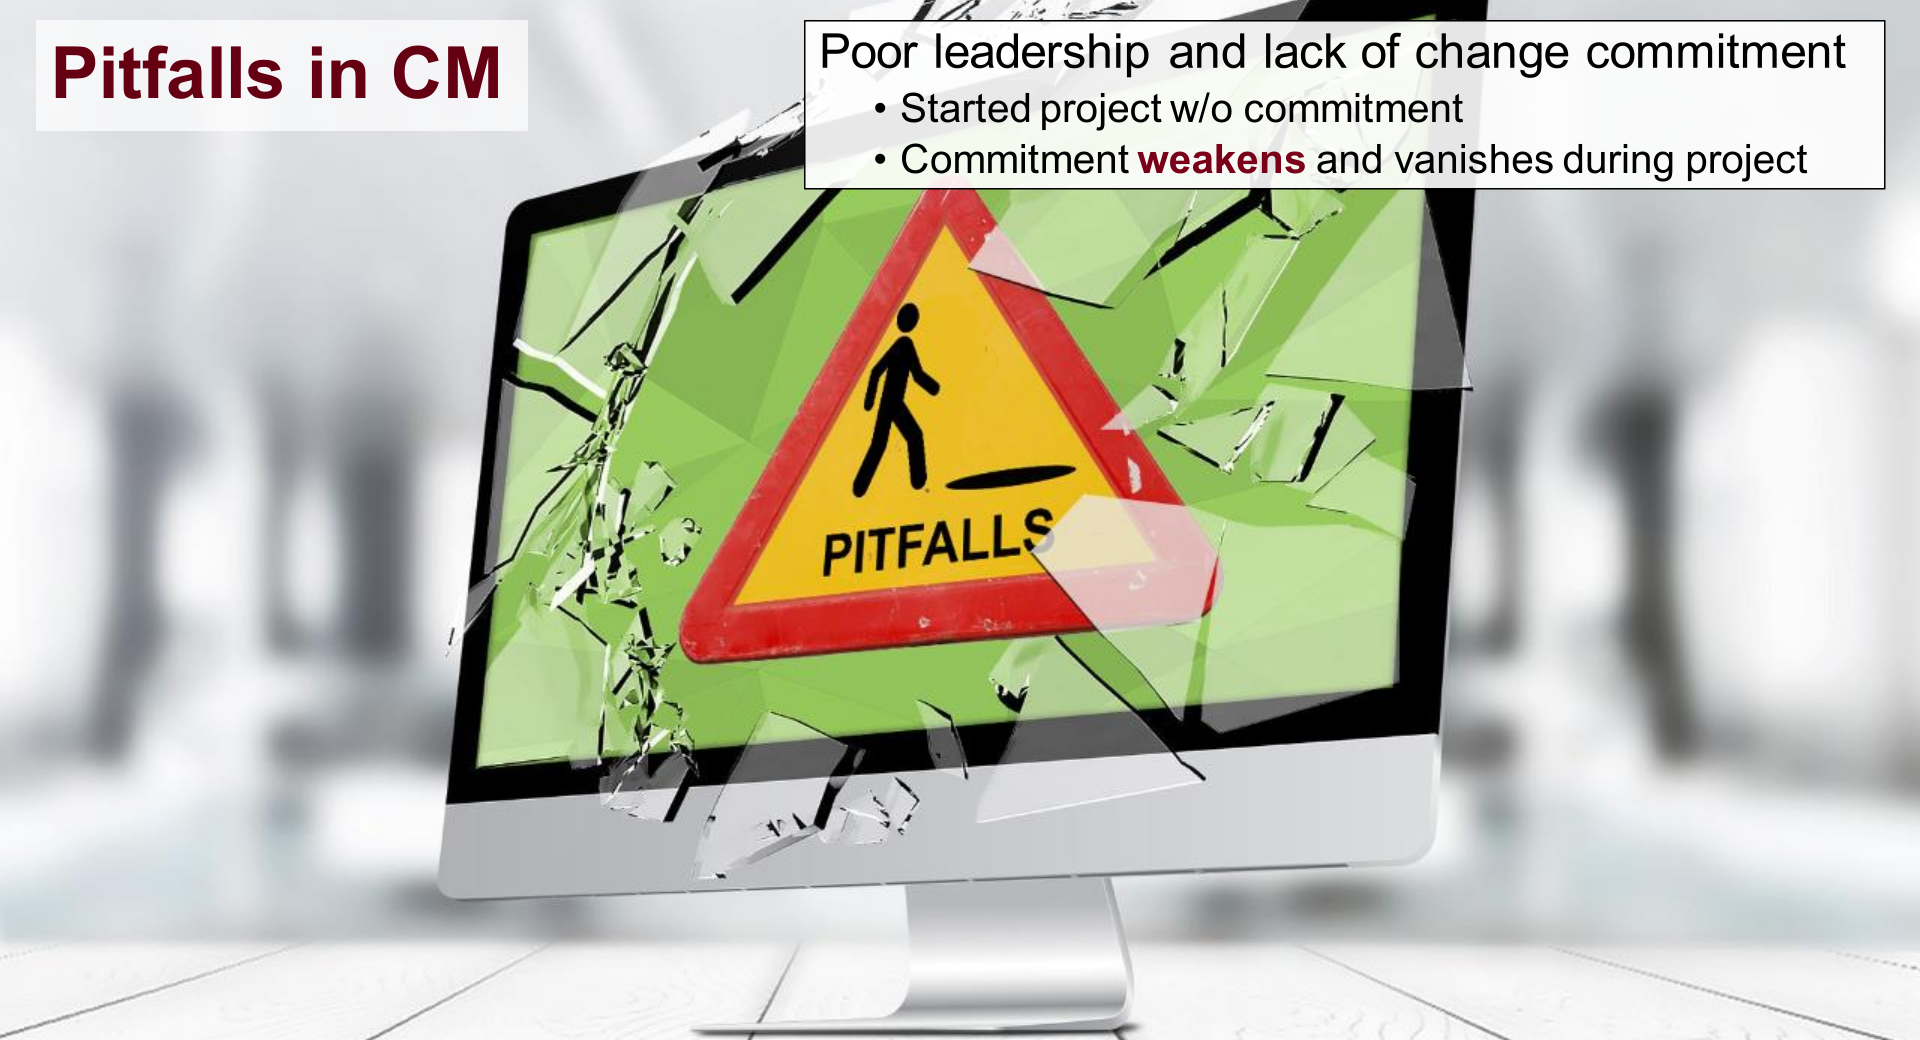 Pitfalls in CM
Poor leadership and lack of change commitment
• Started project w/o commitment
• Commitment weakens and vanishes during project
PITFALLS